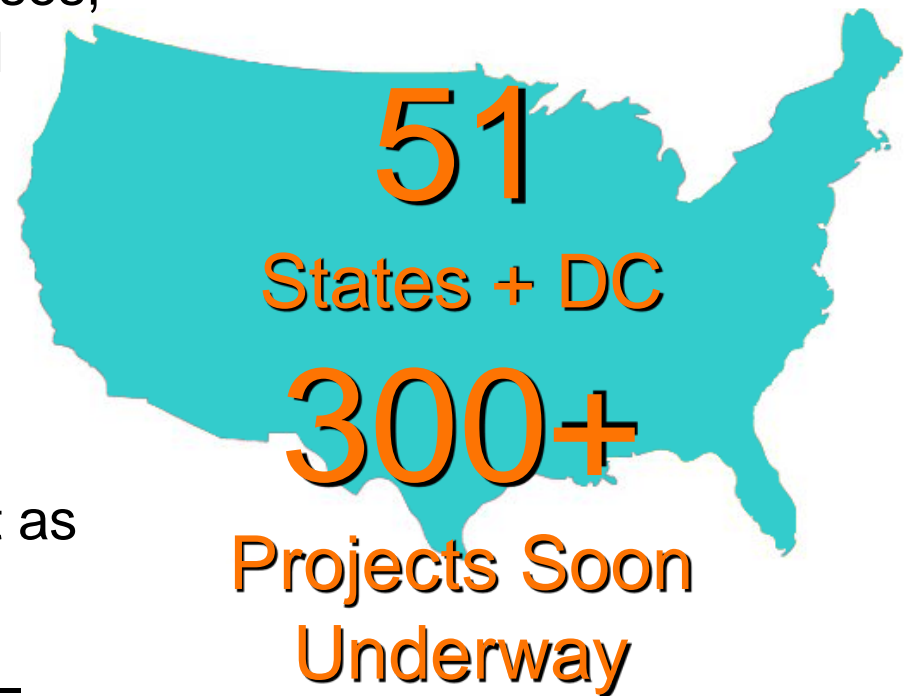 51
States + DC
300+
t as
Projects Soon
Underway